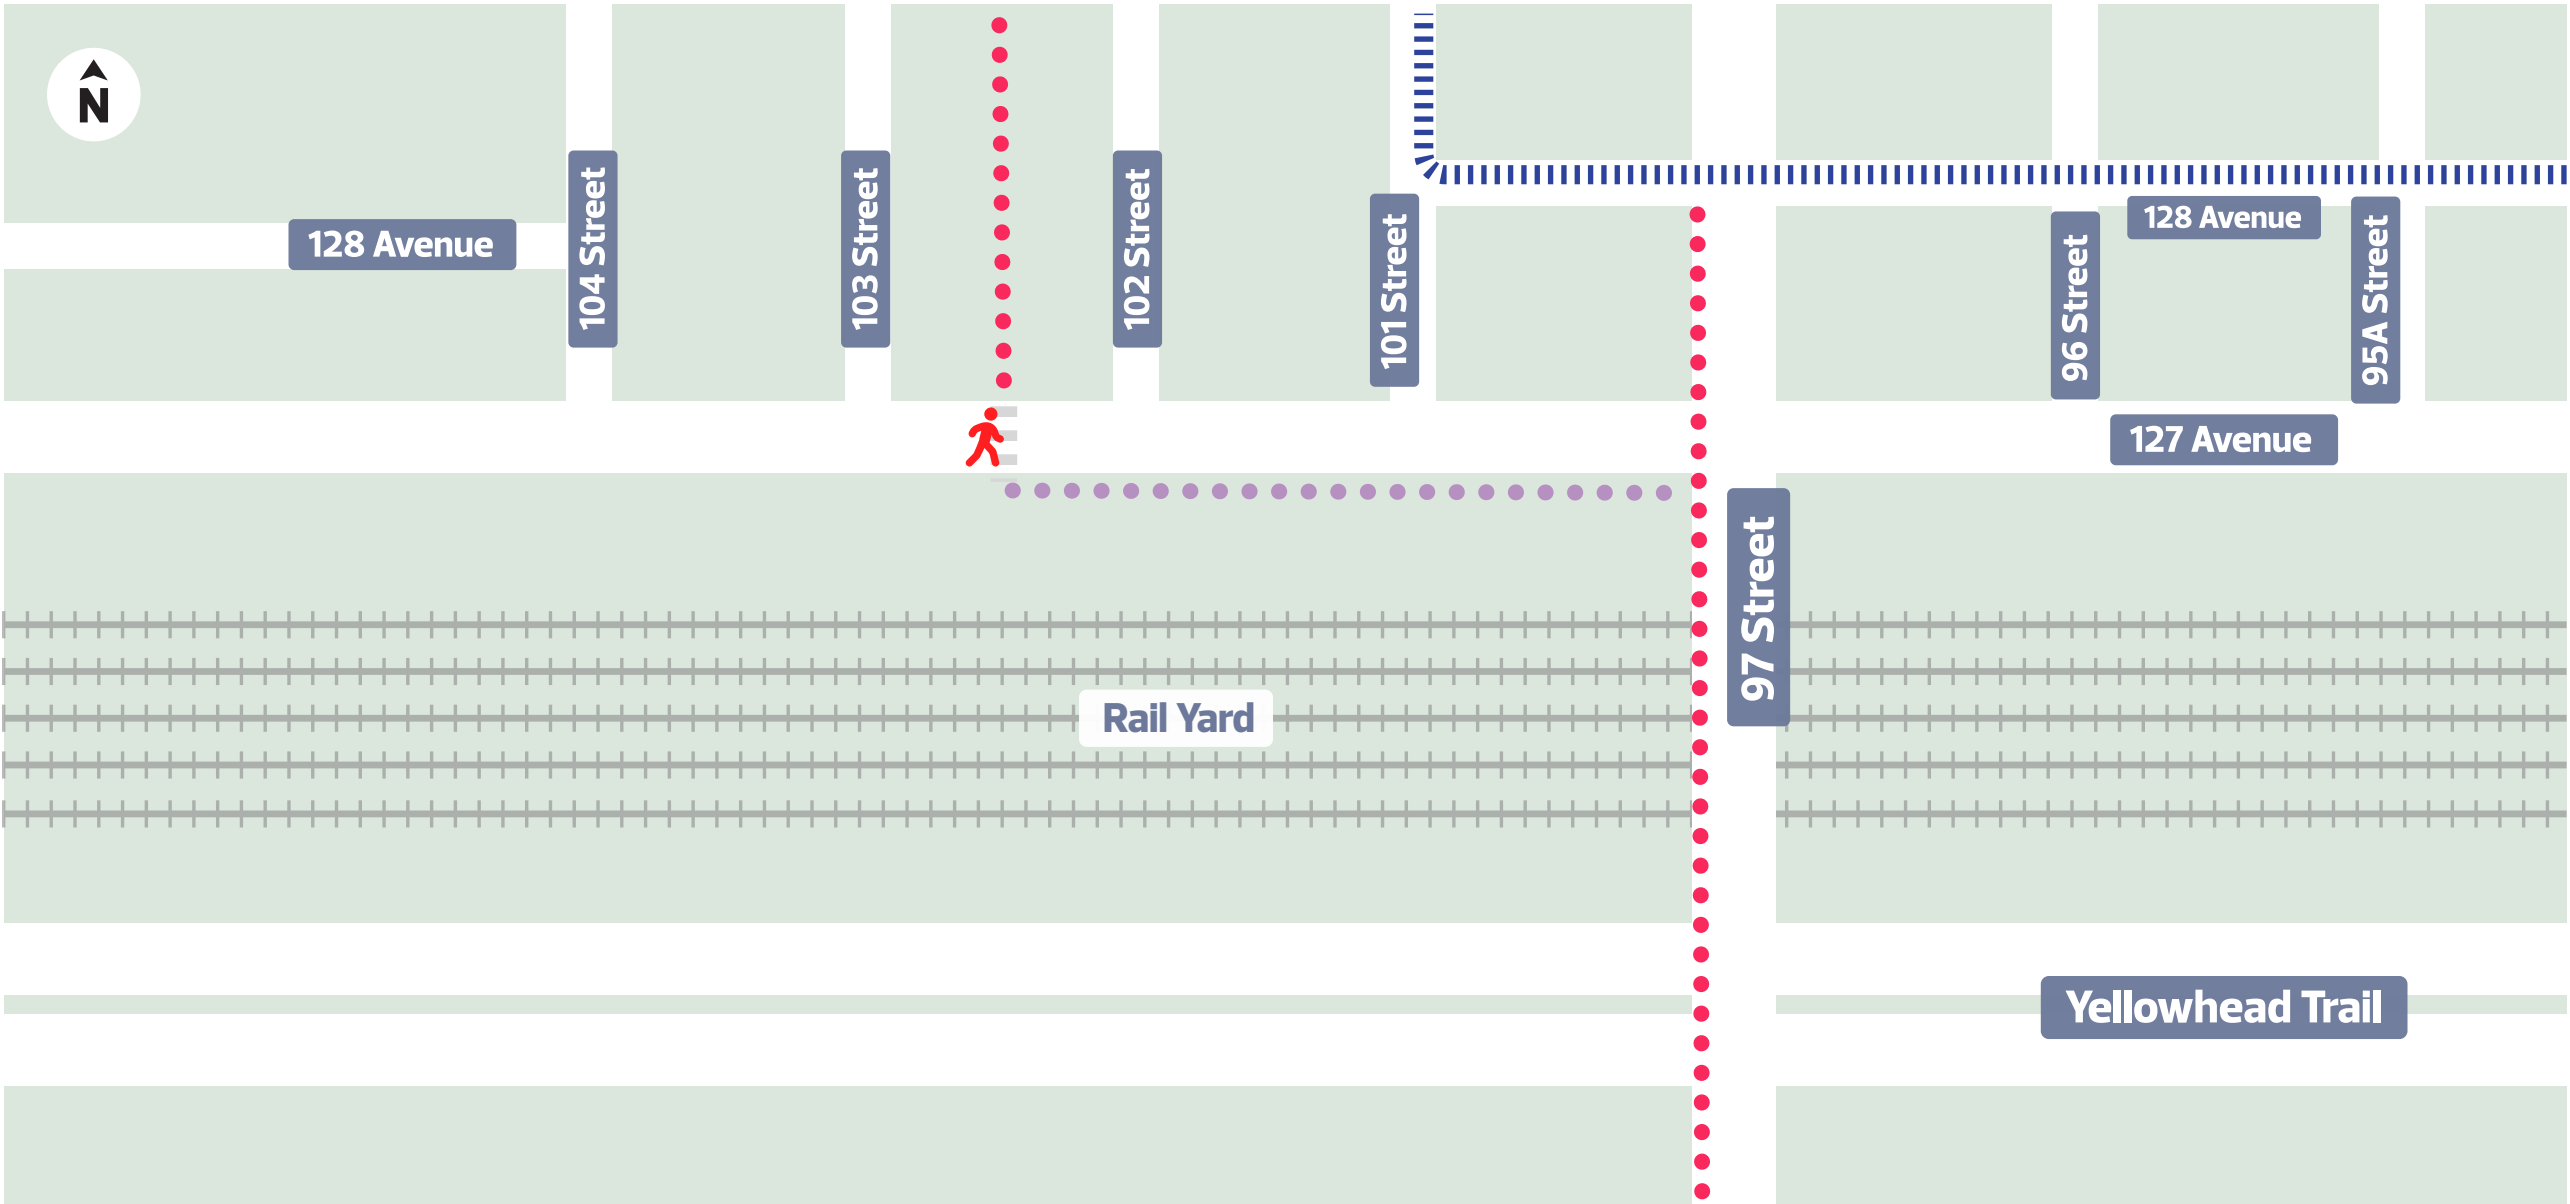 N
104 Street
103 Street
102 Street
101 Street
128 Avenue
128 Avenue
96 Street
95A Street
127 Avenue
97 Street
Rail Yard
Yellowhead Trail